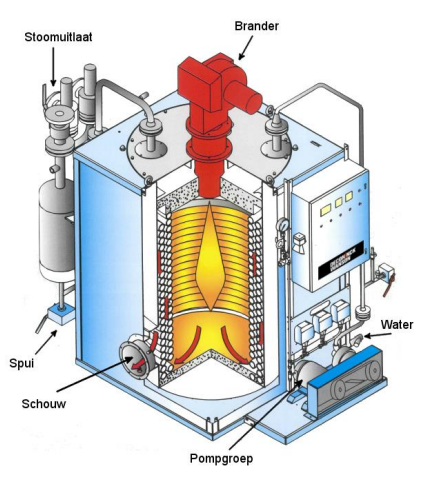 Brander
Stoomuitlaat
Water
Spui
Schouw
Pompgroep